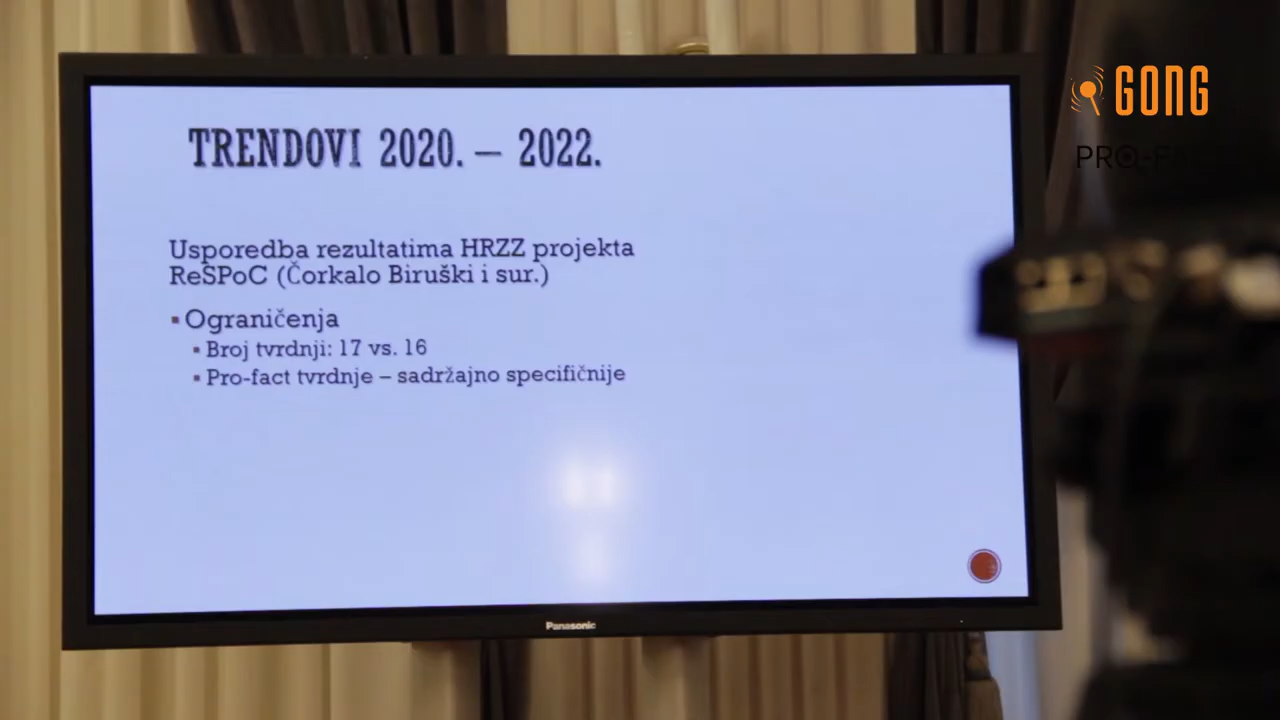 GONG
TRENDOVI 2020. – 2022.
Usporedba rezultatima HRZZ projekta
ReSPoC (Čorkalo Biruški i sur.)
▪ Ograničenja
▪ Broj tvrdnji: 17 vs. 16
▪ Pro-fact tvrdnje – sadržajno specifičnije
Panasonic